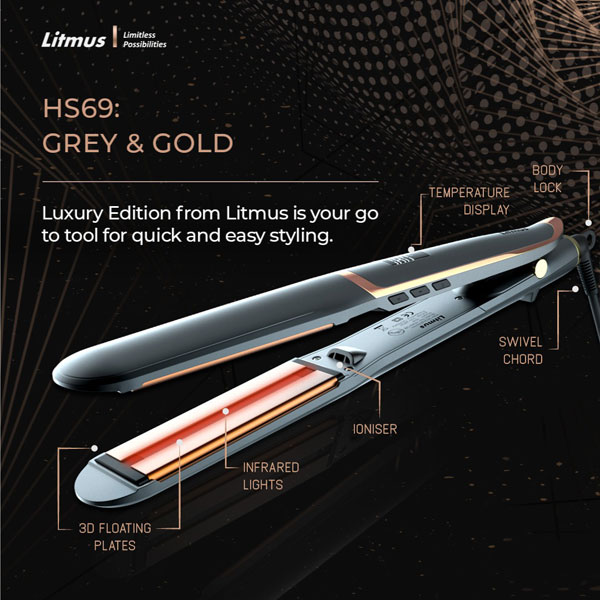 Litmus | Limitless
Possibilities
HS69:
GREY & GOLD
Luxury Edition from Litmus is your go
to tool for quick and easy styling.
BODY
LOCK
TEMPERATURE
DISPLAY
Litmus
SWIVEL
CHORD
IONISER
INFRARED
LIGHTS
3D FLOATING
PLATES